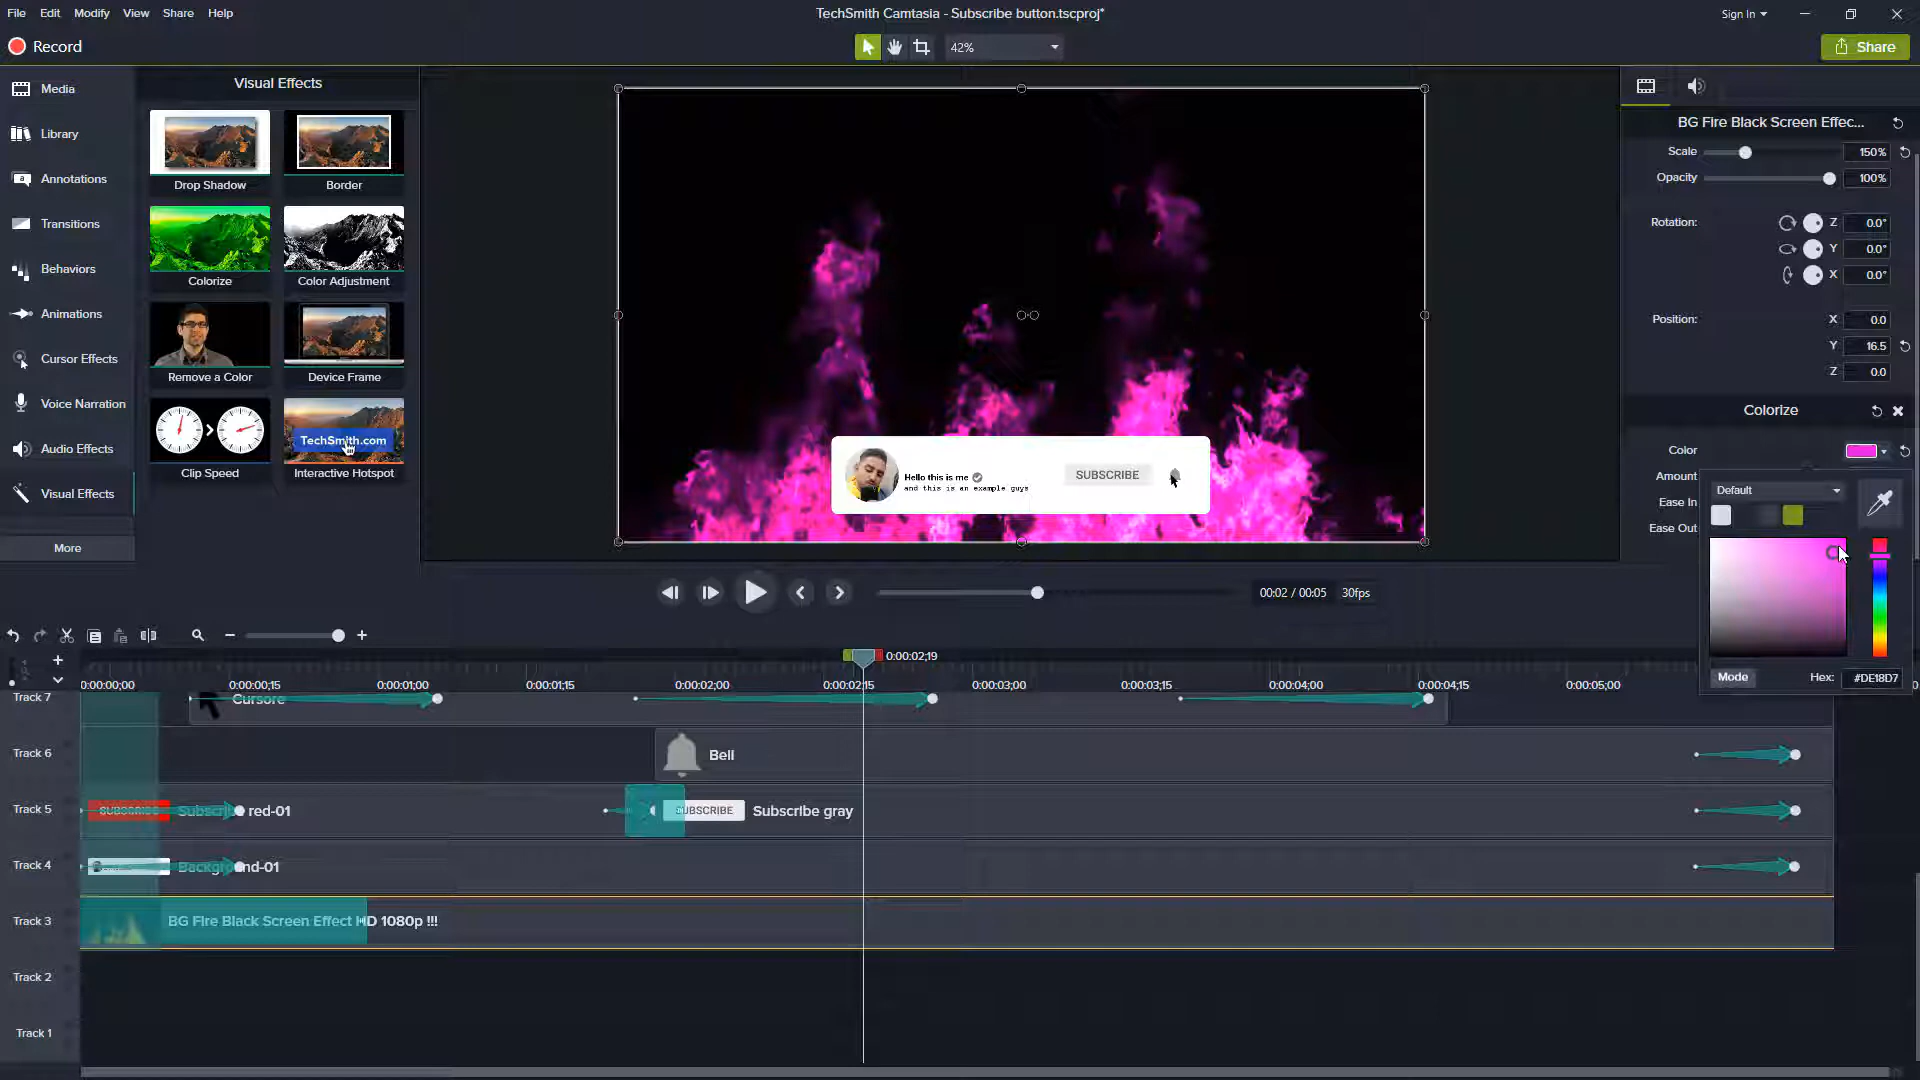 File Edit Modify View Share Help
TechSmith Camtasia - Subscribe button.tscproj*
Sign In
Record
42%
Share
Media
Library
Annotations
Transitions
Behaviors
Animations
Cursor Effects
Voice Narration
Audio Effects
Visual Effects
More
Visual Effects
Drop Shadow
Border
Colorize
Color Adjustment
Remove a Color
Device Frame
Clip Speed
TechSmith.com
Interactive Hotspot
Hello this is me
and this is an example guys
SUBSCRIBE
BG Fire Black Screen Effec...
Scale 150%
Opacity 100%
Rotation: Z 0.0°
Y 0.0°
X 0.0°
Position: X 0.0
Y 16.5
Z 0.0
Colorize
Color
Amount
Ease In
Ease Out
Default
Mode Hex: #DE18D7
00:02 / 00:05 30fps
0:00:02;19
0:00:00;00 0:00:00;15 0:00:01;00 0:00:01;15 0:00:02;00 0:00:02;15 0:00:03;00 0:00:03;15 0:00:04;00 0:00:04;15 0:00:05;00
Track 7 Cursore
Track 6 Bell
Track 5 SUBSCRIBE Subscribe red-01 SUBSCRIBE Subscribe gray
Track 4 Background-01
Track 3 BG Fire Black Screen Effect HD 1080p !!!
Track 2
Track 1